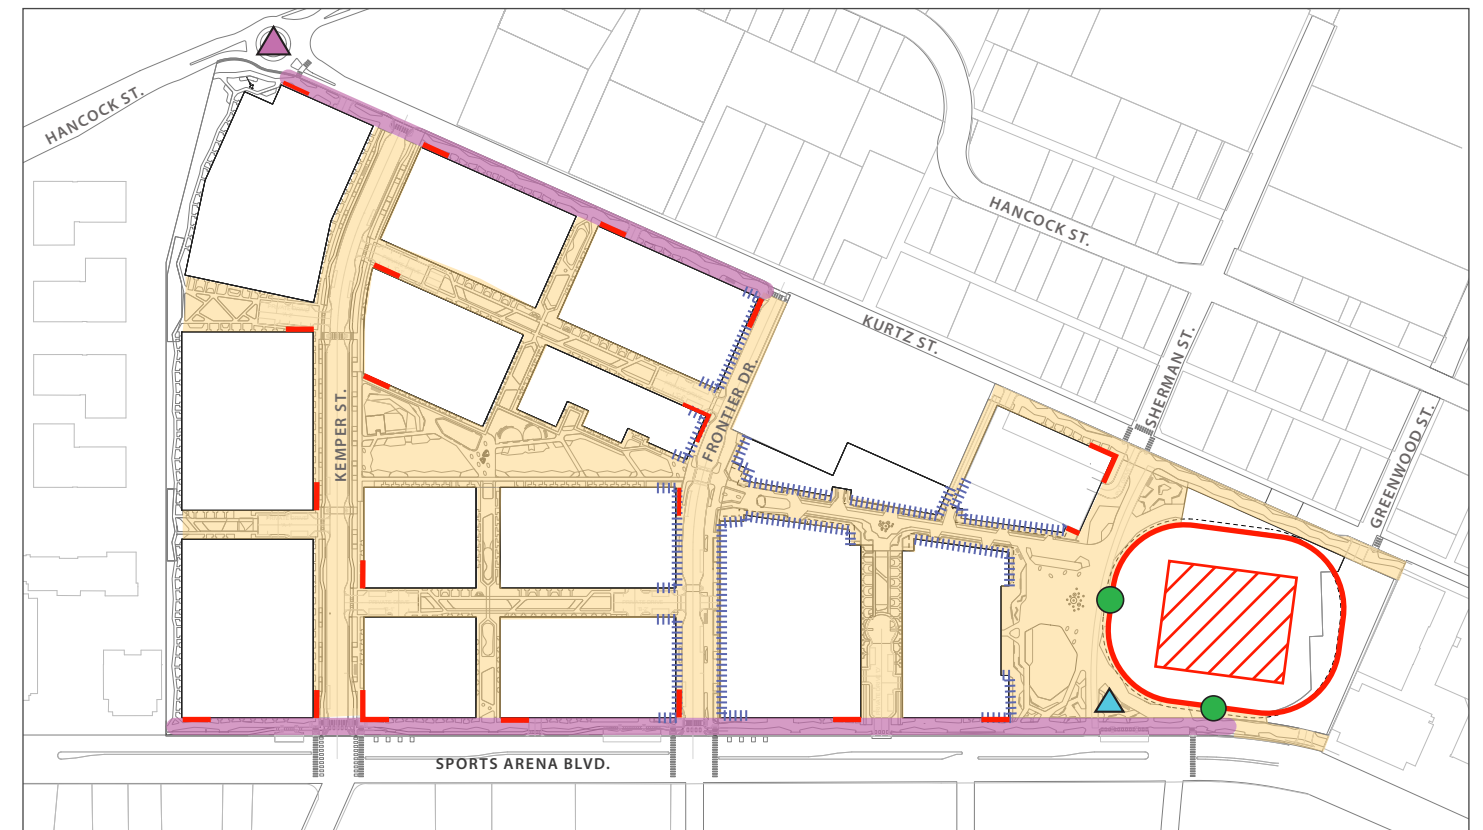 HANCOCK ST.
HANCOCK ST.
KURTZ ST.
SHERMAN ST.
GREENWOOD ST.
FRONTIER DR.
KEMPER ST.
SPORTS ARENA BLVD.